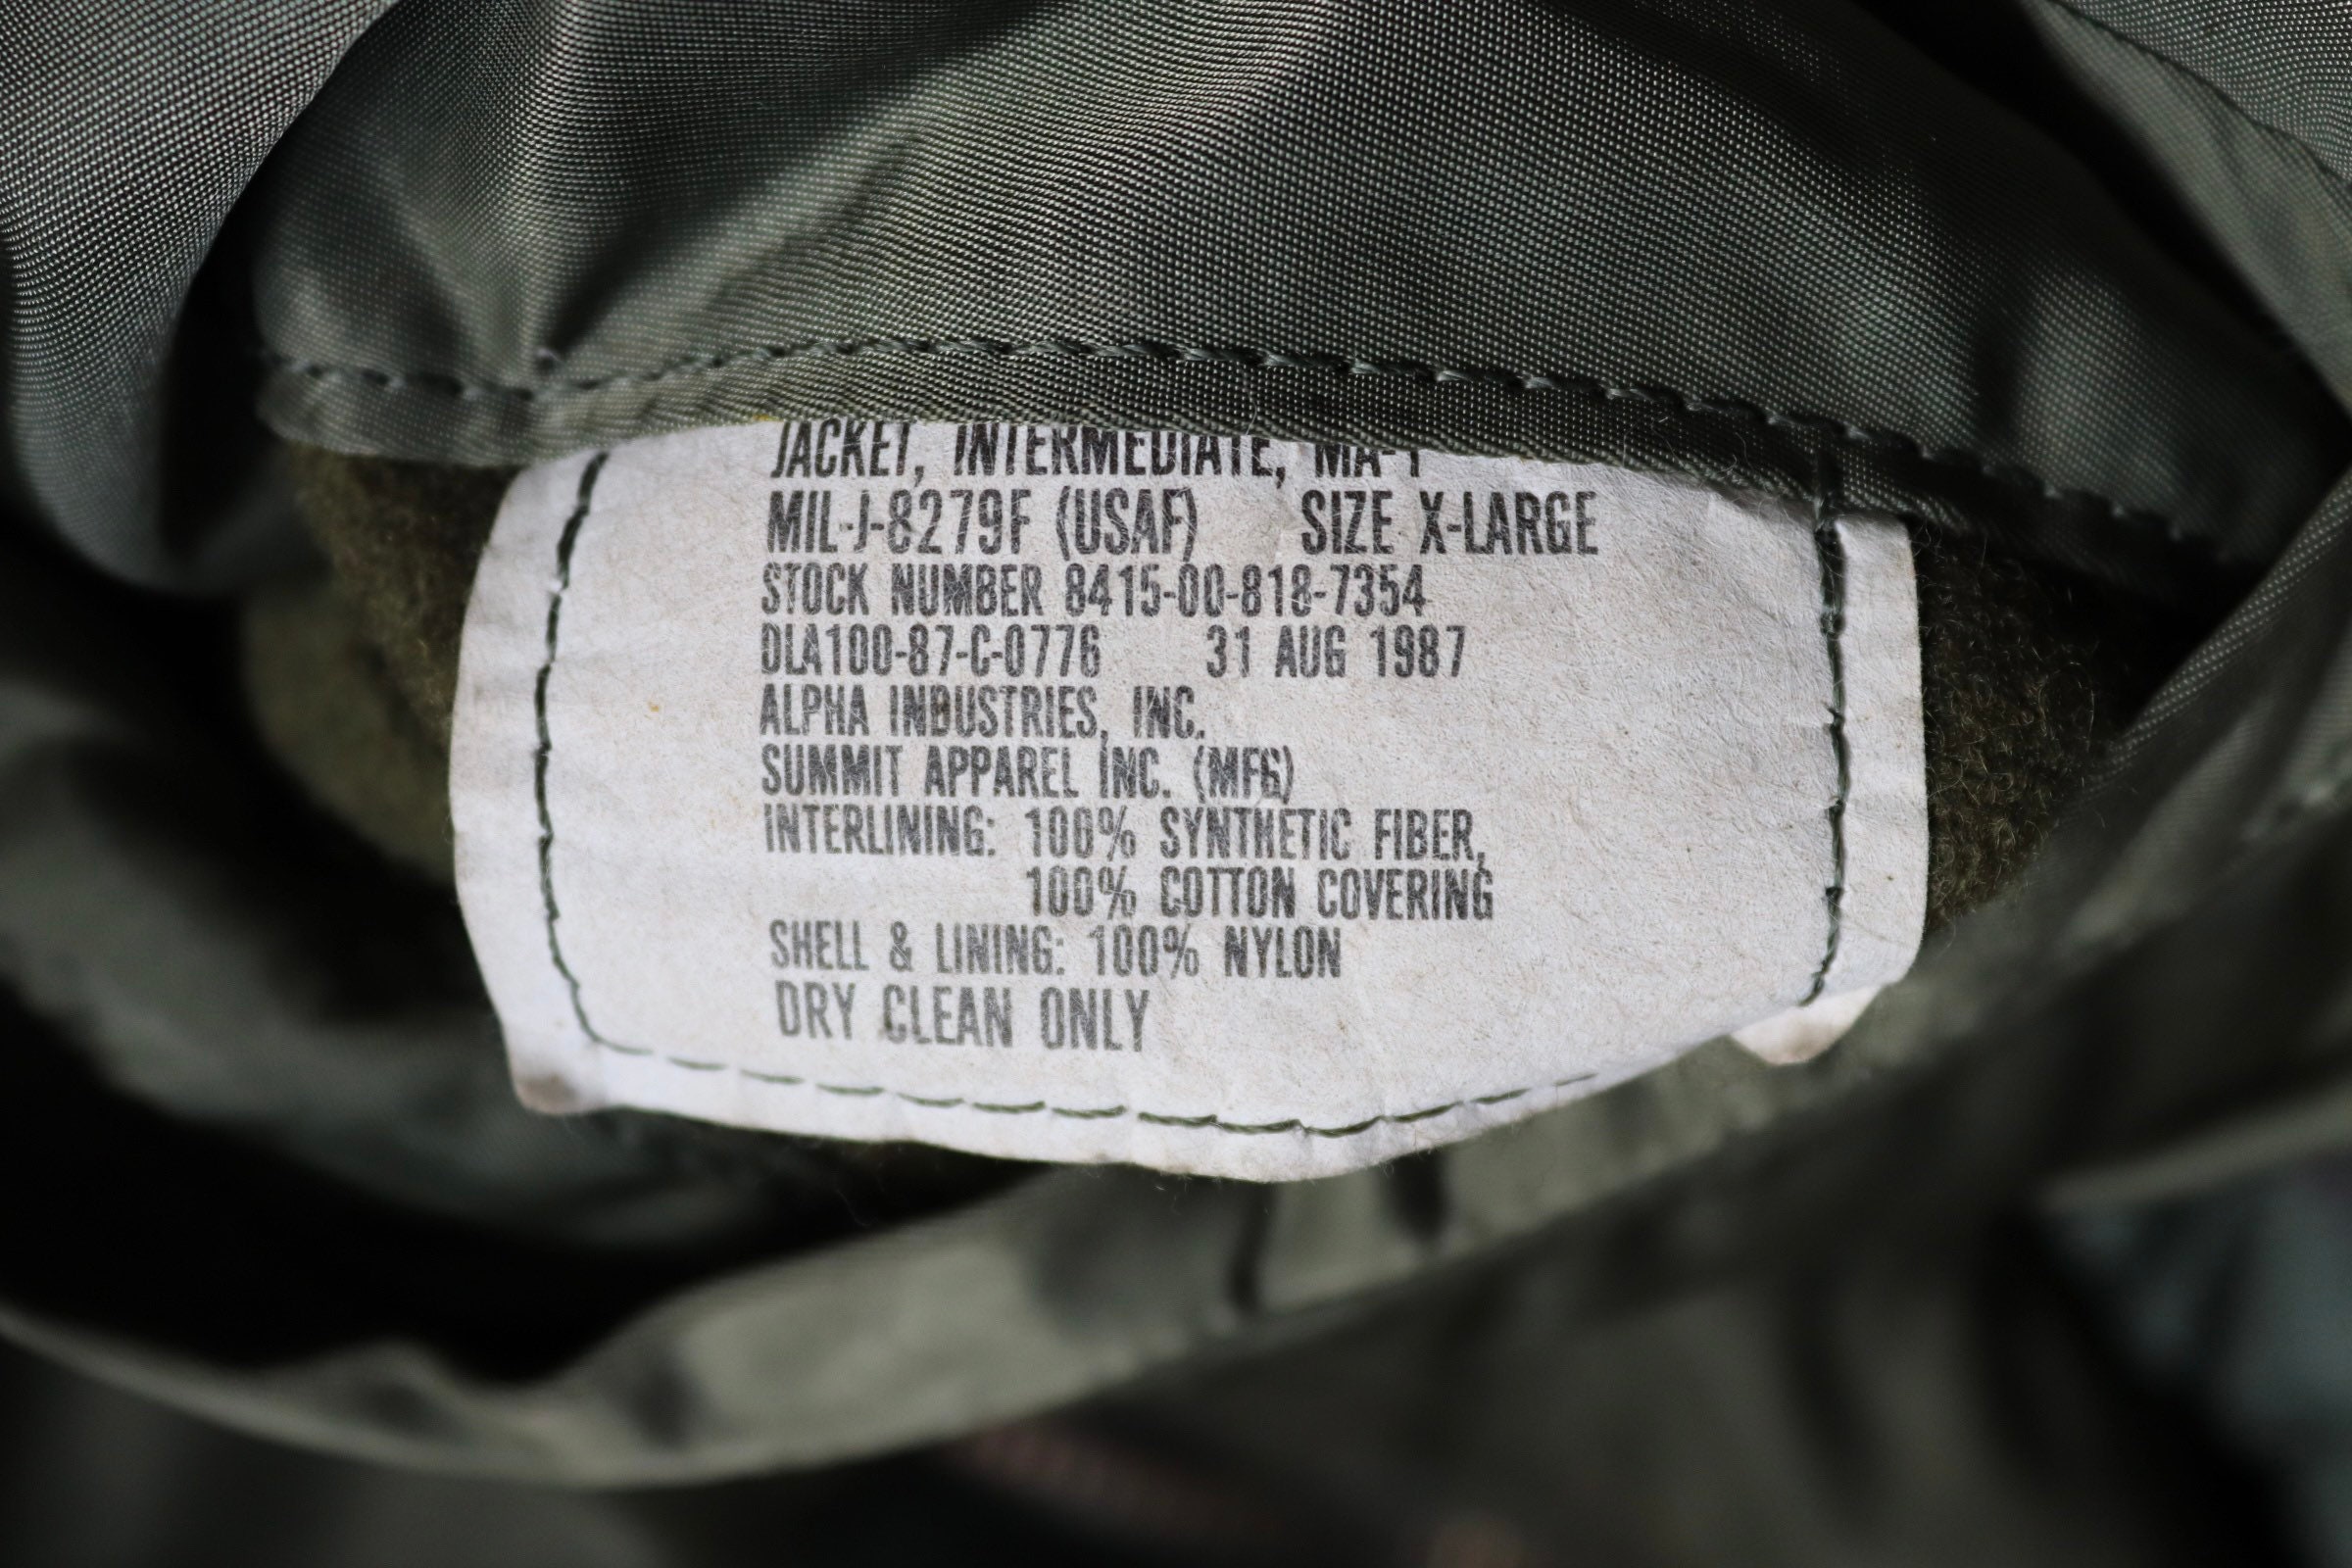 JACKET, INTERMEDIATE, MA-1
MIL-J-8279F (USAF) SIZE X-LARGE
STOCK NUMBER 8415-00-818-7354
DLA100-87-C-0776 31 AUG 1987
ALPHA INDUSTRIES, INC.
SUMMIT APPAREL INC. (MFG)
INTERLINING: 100% SYNTHETIC FIBER,
100% COTTON COVERING
SHELL & LINING: 100% NYLON
DRY CLEAN ONLY